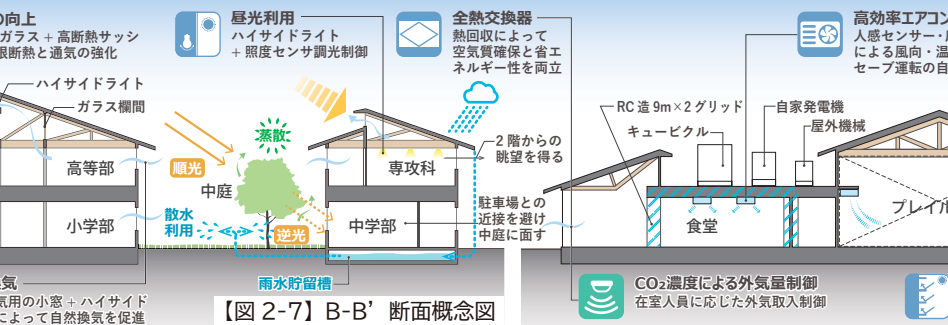 の向上
ガラス + 高断熱サッシ
根断熱と通気の強化
昼光利用
ハイサイドライト
+ 照度センサ調光制御
全熱交換器
熱回収によって
空気質確保と省エ
ネルギー性を両立
高効率エアコン
人感センサー・
による風向・温
セーブ運転の自
ハイサイドライト
ガラス欄間
高等部
小学部
順光
中庭
蒸散
散水
利用
逆光
専攻科
中学部
2 階からの
眺望を得る
駐車場との
近接を避け
中庭に面す
雨水貯留槽
RC 造 9m×2 グリッド
キュービクル
自家発電機
屋外機械
食堂
プレイル
CO₂濃度による外気量制御
在室人員に応じた外気取入制御
気
気用の小窓 + ハイサイド
によって自然換気を促進
【図 2-7】B-B’ 断面概念図